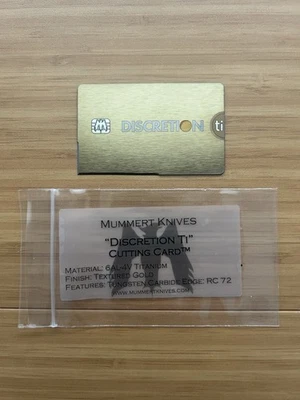 DISCRETION
ti
MUMMERT KNIVES
"DISCRETION TI"
CUTTING CARD™
MATERIAL: 6AL-4V TITANIUM
FINISH: TEXTURED GOLD
FEATURES: TUNGSTEN CARBIDE EDGE: RC 72
WWW.MUMMERTKNIVES.COM